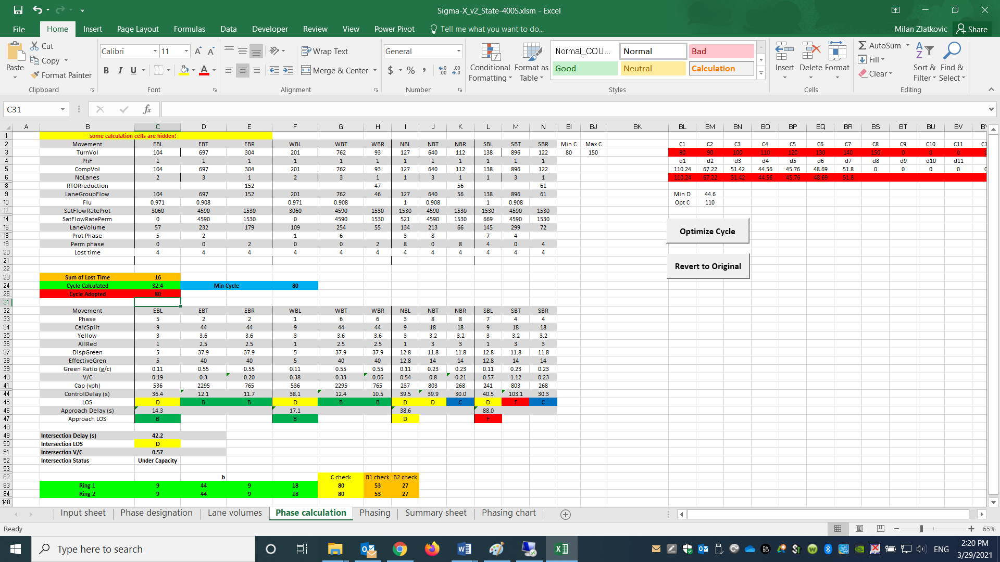 Sigma-X_v2_State-400S.xlsm - Excel
File Home Insert Page Layout Formulas Data Developer Review View Power Pivot Tell me what you want to do... Milan Zlatkovic Share
Paste Cut Copy Format Painter Clipboard
Calibri 11 B I U Font
Wrap Text Merge & Center Alignment
General $ % Number
Conditional Formatting Format as Table
Normal_COU... Normal Bad
Good Neutral Calculation
Styles
Insert Delete Format Cells
AutoSum Fill Clear Sort & Filter Find & Select Editing
C31 fx
A B C D E F G H I J K L M N BI BJ BK BL BM BN BO BP BQ BR BS BT BU BV
1 some calculation cells are hidden!
2 Movement EBL EBT EBR WBL WBT WBR NBL NBT NBR SBL SBT SBR Min C Max C C1 C2 C3 C4 C5 C6 C7 C8 C9 C10 C11
3 TurnVol 104 697 304 201 762 93 127 640 112 138 896 122 80 150 80 90 100 110 120 130 140 150 0 0 0
4 PhF 1 1 1 1 1 1 1 1 1 1 1 1 d1 d2 d3 d4 d5 d6 d7 d8 d9 d10 d11
5 CompVol 104 697 304 201 762 93 127 640 112 138 896 122 110.24 67.22 51.42 44.56 45.76 48.69 51.8 0 0 0 0
6 NoLanes 2 3 1 2 3 1 1 3 1 1 3 1 110.24 67.22 51.42 44.56 45.76 48.69 51.8
8 RTORreduction 152 47 56 61
9 LaneGroupFlow 104 697 152 201 762 46 127 640 56 138 896 61 Min D 44.6
10 Flu 0.971 0.908 0.971 0.908 1 0.908 1 0.908 Opt C 110
11 SatFlowRateProt 3060 4590 1530 3060 4590 1530 1530 4590 1530 1530 4590 1530
14 SatFlowRatePerm 0 4590 1530 0 4590 1530 521 4590 1530 669 4590 1530
16 LaneVolume 57 232 179 109 254 55 134 213 66 145 299 72
18 Prot Phase 5 2 1 6 3 8 7 4
19 Perm phase 0 0 2 0 0 2 8 0 8 4 0 4
20 Lost time 4 4 4 4 4 4 4 4 4 4 4 4
Optimize Cycle
Revert to Original
21
22
23 Sum of Lost Time 16
24 Cycle Calculated 32.4 Min Cycle 80
25 Cycle Adopted 80
31
32 Movement EBL EBT EBR WBL WBT WBR NBL NBT NBR SBL SBT SBR
33 Phase 5 2 2 1 6 6 3 8 8 7 4 4
34 CalcSplit 9 44 44 9 44 44 9 18 18 9 18 18
35 Yellow 3 3.6 3.6 3 3.6 3.6 3 3.2 3.2 3 3.2 3.2
36 AllRed 1 2.5 2.5 1 2.5 2.5 1 3 3 1 3 3
37 DispGreen 5 37.9 37.9 5 37.9 37.9 12.8 11.8 11.8 12.8 11.8 11.8
38 EffectiveGren 5 40 40 5 40 40 12.8 14 14 12.8 14 14
39 Green Ratio (g/c) 0.11 0.55 0.55 0.11 0.55 0.55 0.11 0.23 0.23 0.11 0.23 0.23
40 V/C 0.19 0.3 0.20 0.38 0.33 0.06 0.54 0.8 0.21 0.57 1.12 0.23
41 Cap (vph) 536 2295 765 536 2295 765 237 803 268 241 803 268
44 ControlDelay (s) 36.4 12.1 11.7 38.1 12.4 10.5 39.5 39.9 30.0 40.5 103.1 30.3
45 LOS D B B D B B D D C D F C
46 Approach Delay (s) 14.3 17.1 38.6 88.0
47 Approach LOS B B D F
48
49 Intersection Delay (s) 42.2
50 Intersection LOS D
51 Intersection V/C 0.57
52 Intersection Status Under Capacity
53
82 b C check B1 check B2 check
83 Ring 1 9 44 9 18 80 53 27
84 Ring 2 9 44 9 18 80 53 27
148
Input sheet Phase designation Lane volumes Phase calculation Phasing Summary sheet Phasing chart
Ready 65%
Type here to search
ENG 2:20 PM
3/29/2021